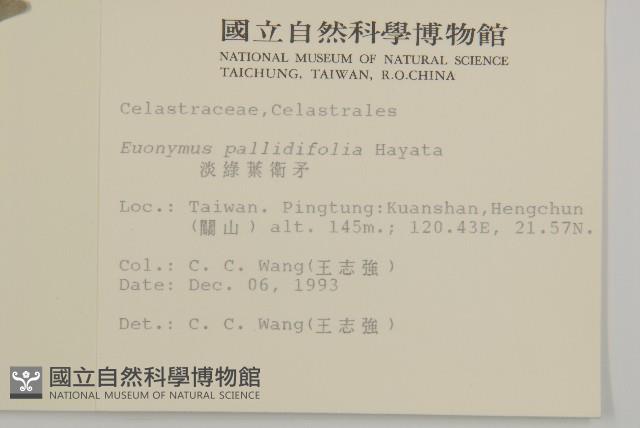 國立自然科學博物館
NATIONAL MUSEUM OF NATURAL SCIENCE
TAICHUNG, TAIWAN, R.O.CHINA
Celastraceae,Celastrales
Euonymus pallidifolia Hayata
淡綠葉衛矛
Loc.: Taiwan. Pingtung:Kuanshan,Hengchun
(關山) alt. 145m.; 120.43E, 21.57N.
Col.: C. C. Wang(王志強)
Date: Dec. 06, 1993
Det.: C. C. Wang(王志強)
國立自然科學博物館
NATIONAL MUSEUM OF NATURAL SCIENCE